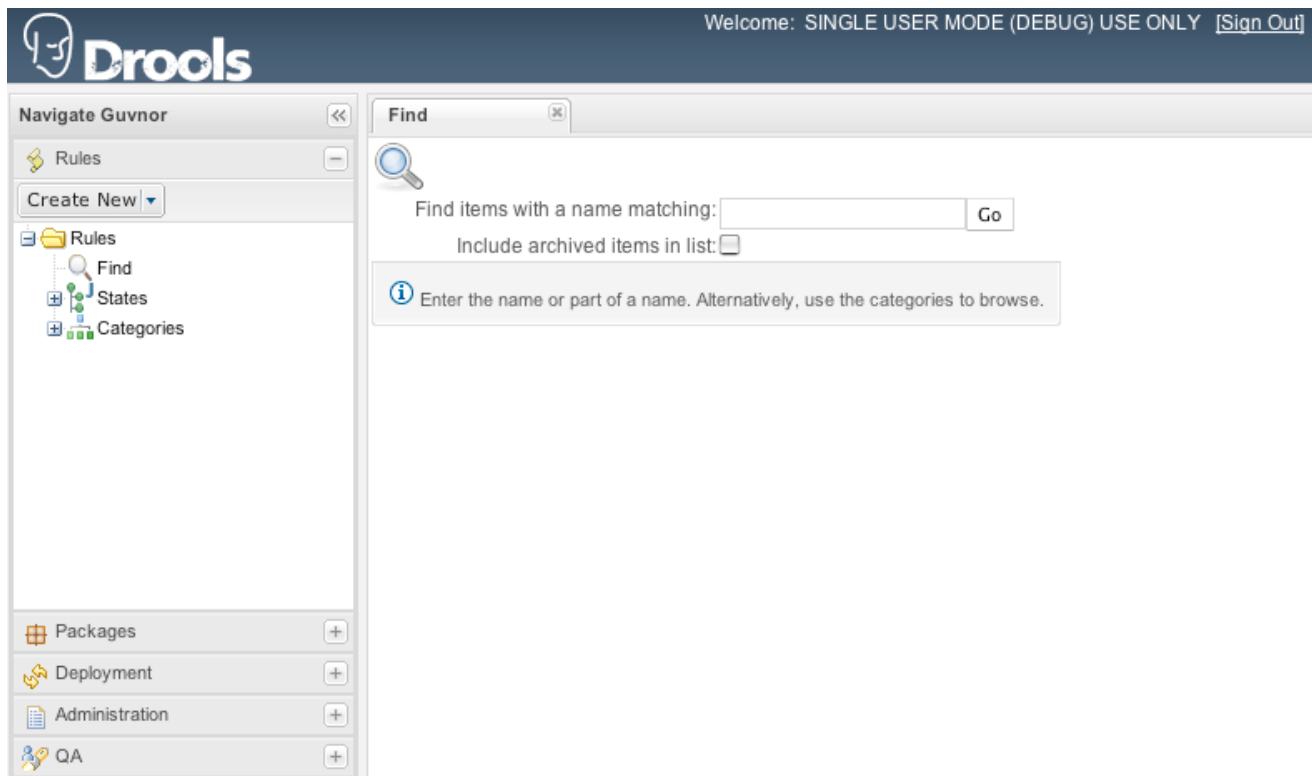 Welcome: SINGLE USER MODE (DEBUG) USE ONLY [Sign Out]
Drools
Navigate Guvnor
Find
Rules
Create New
Find items with a name matching:
Go
Rules
Include archived items in list:
Find
Enter the name or part of a name. Alternatively, use the categories to browse.
States
Categories
Packages
Deployment
Administration
QA